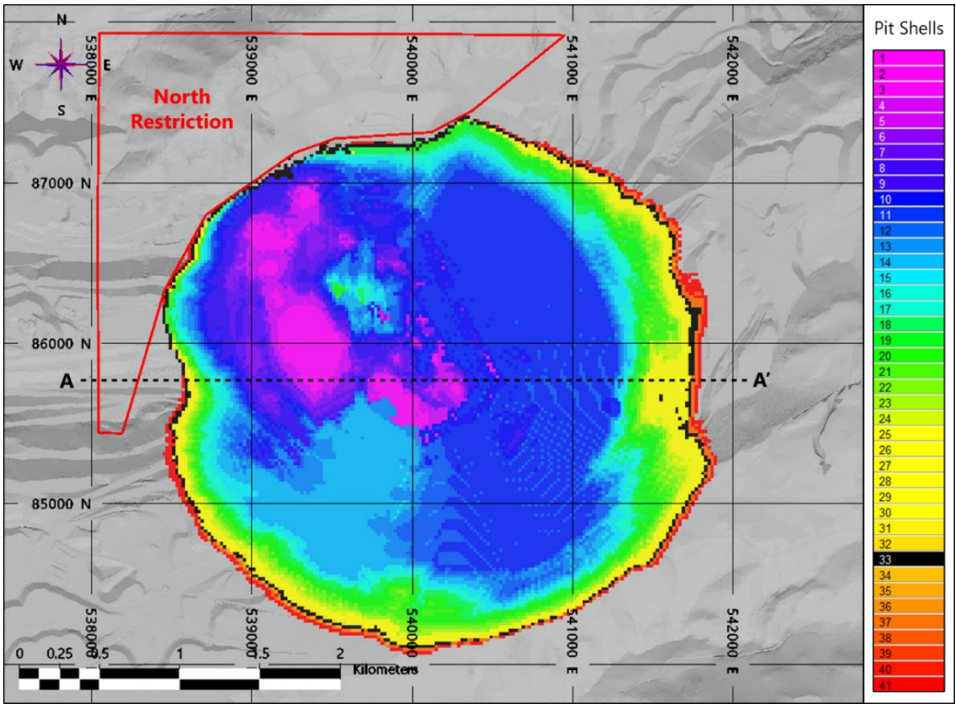 N
W
E
S
538000 E
539000 E
540000 E
541000 E
542000 E
Pit Shells
North
Restriction
87000 N
86000 N
A
A'
85000 N
538000 E
539000 E
540000 E
541000 E
542000 E
0 0.25 0.5 1 1.5 2
Kilometers
1
2
3
4
5
6
7
8
9
10
11
12
13
14
15
16
17
18
19
20
21
22
23
24
25
26
27
28
29
30
31
32
33
34
35
36
37
38
39
40
41